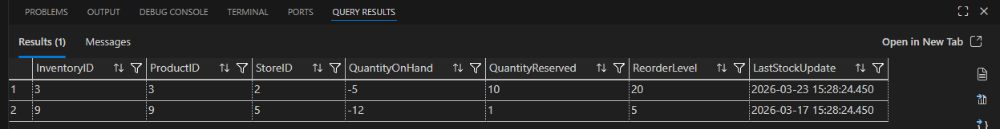 PROBLEMS OUTPUT DEBUG CONSOLE TERMINAL PORTS QUERY RESULTS
Results (1) Messages Open in New Tab
InventoryID ProductID StoreID QuantityOnHand QuantityReserved ReorderLevel LastStockUpdate
1 3 3 2 -5 10 20 2026-03-23 15:28:24.450
2 9 9 5 -12 1 5 2026-03-17 15:28:24.450